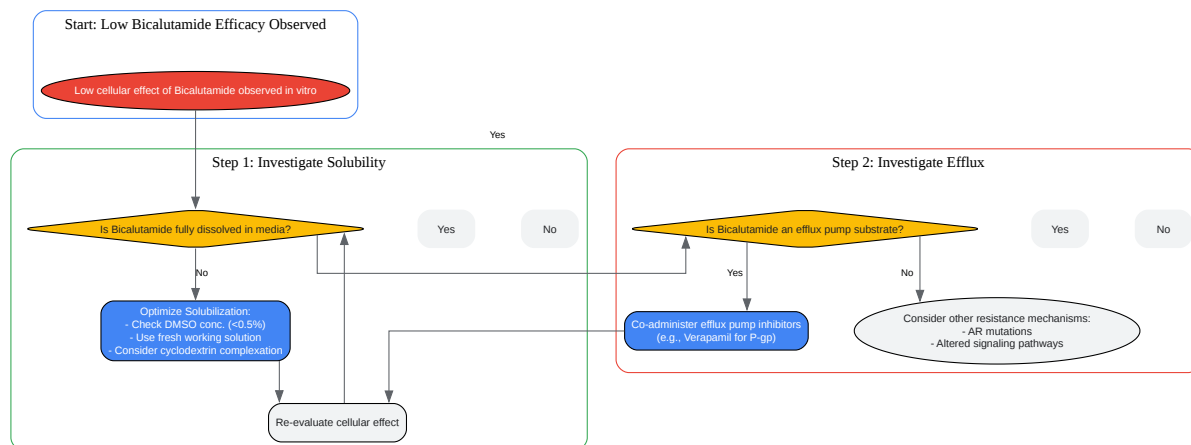 Start: Low Bicalutamide Efficacy Observed
Low cellular effect of Bicalutamide observed in vitro
Yes
Step 1: Investigate Solubility
Is Bicalutamide fully dissolved in media?
Yes
No
No
Optimize Solubilization:
- Check DMSO conc. (<0.5%)
- Use fresh working solution
- Consider cyclodextrin complexation
Re-evaluate cellular effect
Step 2: Investigate Efflux
Is Bicalutamide an efflux pump substrate?
Yes
No
Yes
No
Co-administer efflux pump inhibitors
(e.g., Verapamil for P-gp)
Consider other resistance mechanisms:
- AR mutations
- Altered signaling pathways